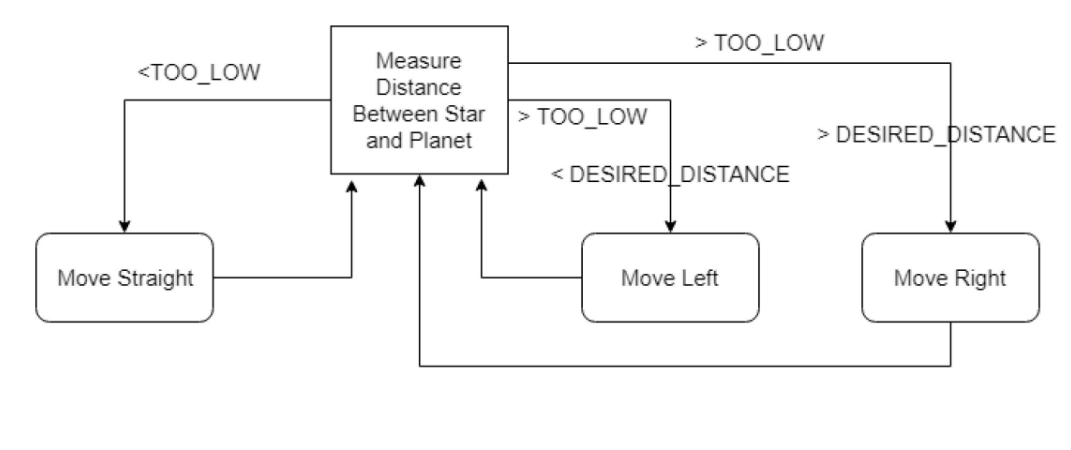 Measure
Distance
Between Star
and Planet
<TOO_LOW
> TOO_LOW
> TOO_LOW
> DESIRED_DISTANCE
< DESIRED_DISTANCE
Move Straight
Move Left
Move Right